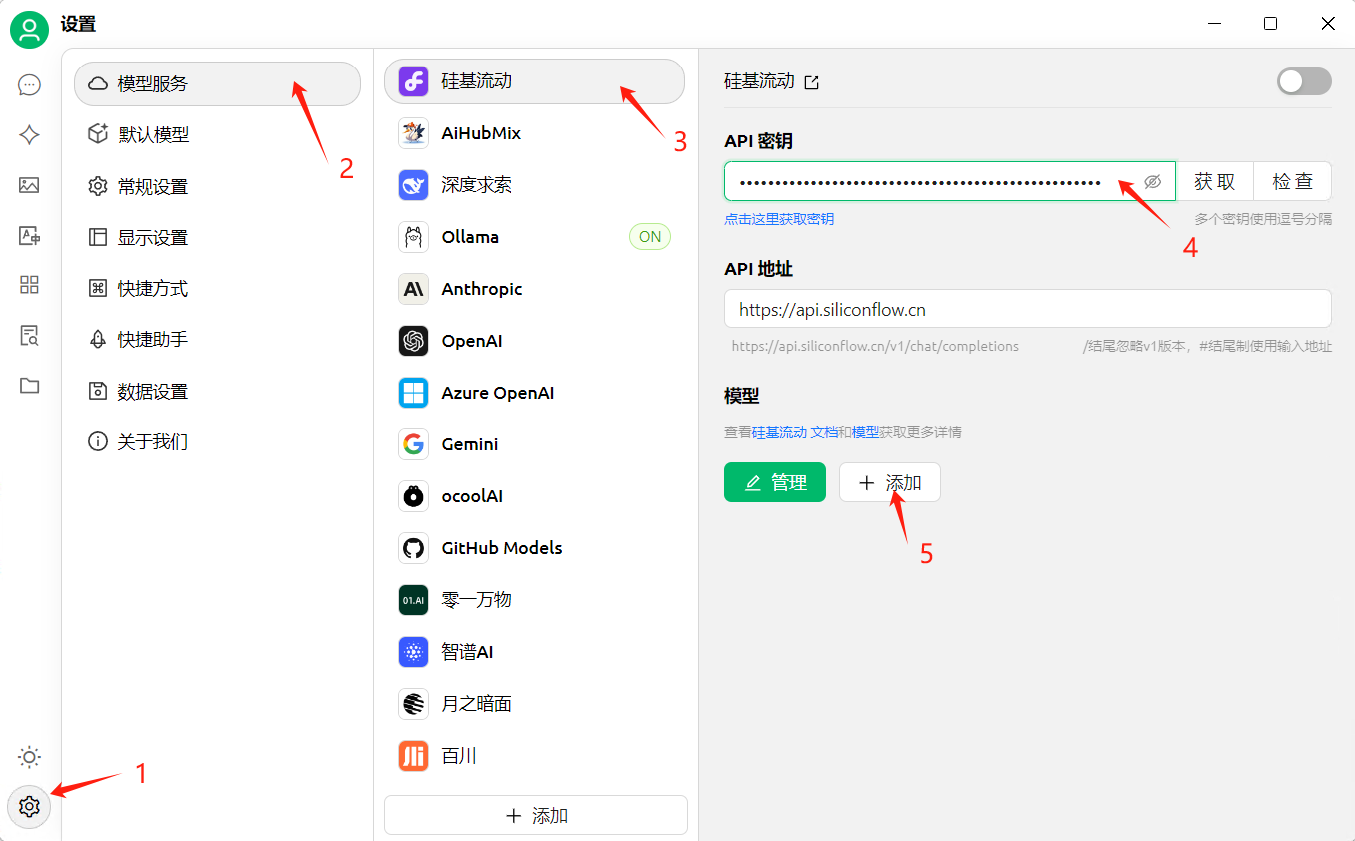 设置
模型服务
默认模型
常规设置
显示设置
快捷方式
快捷助手
数据设置
关于我们
1
2
硅基流动
AiHubMix
深度求索
Ollama ON
Anthropic
OpenAI
Azure OpenAI
Gemini
ocoolAI
GitHub Models
01.AI 零一万物
智谱AI
月之暗面
百川
添加
3
硅基流动
API 密钥
•••••••••••••••••••••••••••••••••••••••••••••••••••
获取 检查
点击这里获取密钥 多个密钥使用逗号分隔
4
API 地址
https://api.siliconflow.cn
https://api.siliconflow.cn/v1/chat/completions /结尾忽略v1版本，#结尾制使用输入地址
模型
查看硅基流动 文档和模型获取更多详情
管理 添加
5